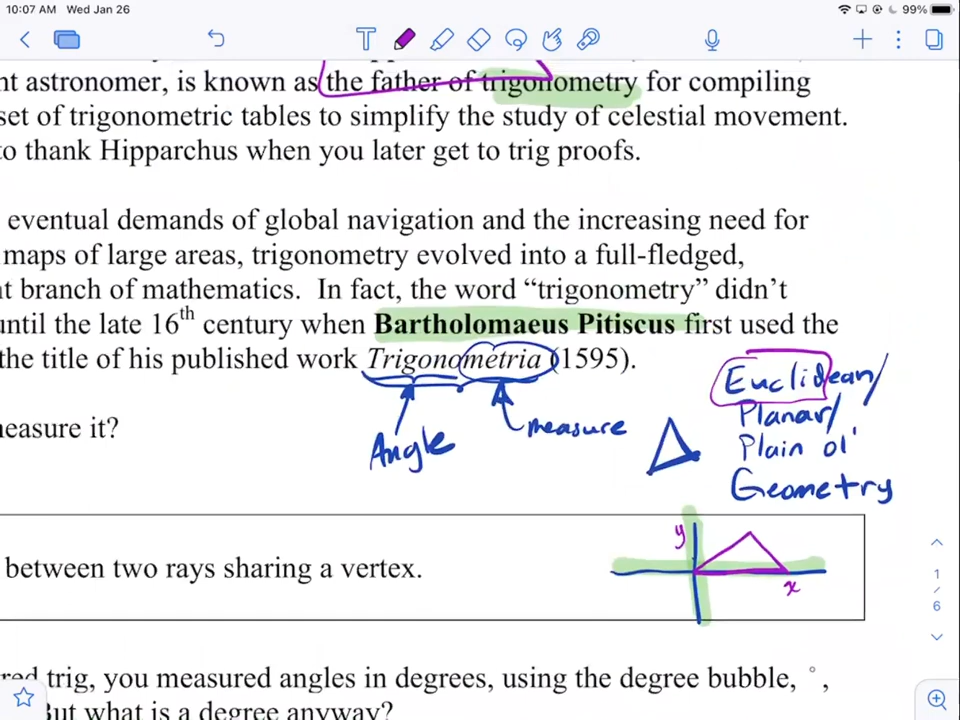 10:07 AM Wed Jan 26
99%
T
nt astronomer, is known as the father of trigonometry for compiling
set of trigonometric tables to simplify the study of celestial movement.
to thank Hipparchus when you later get to trig proofs.
eventual demands of global navigation and the increasing need for
maps of large areas, trigonometry evolved into a full-fledged,
nt branch of mathematics. In fact, the word “trigonometry” didn’t
until the late 16th century when Bartholomaeus Pitiscus first used the
the title of his published work Trigonometria (1595).
Euclidean/
Planar/
Plain ol'
Geometry
neasure it?
Angle
measure
y
x
between two rays sharing a vertex.
1
/
6
red trig, you measured angles in degrees, using the degree bubble, °,
But what is a degree anyway?